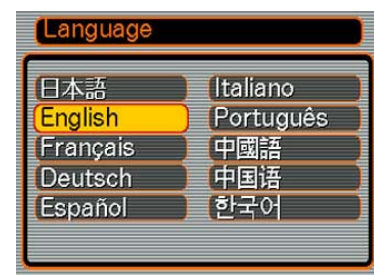 Language
日本語
English
Français
Deutsch
Español
Italiano
Português
中國語
中国语
한국어